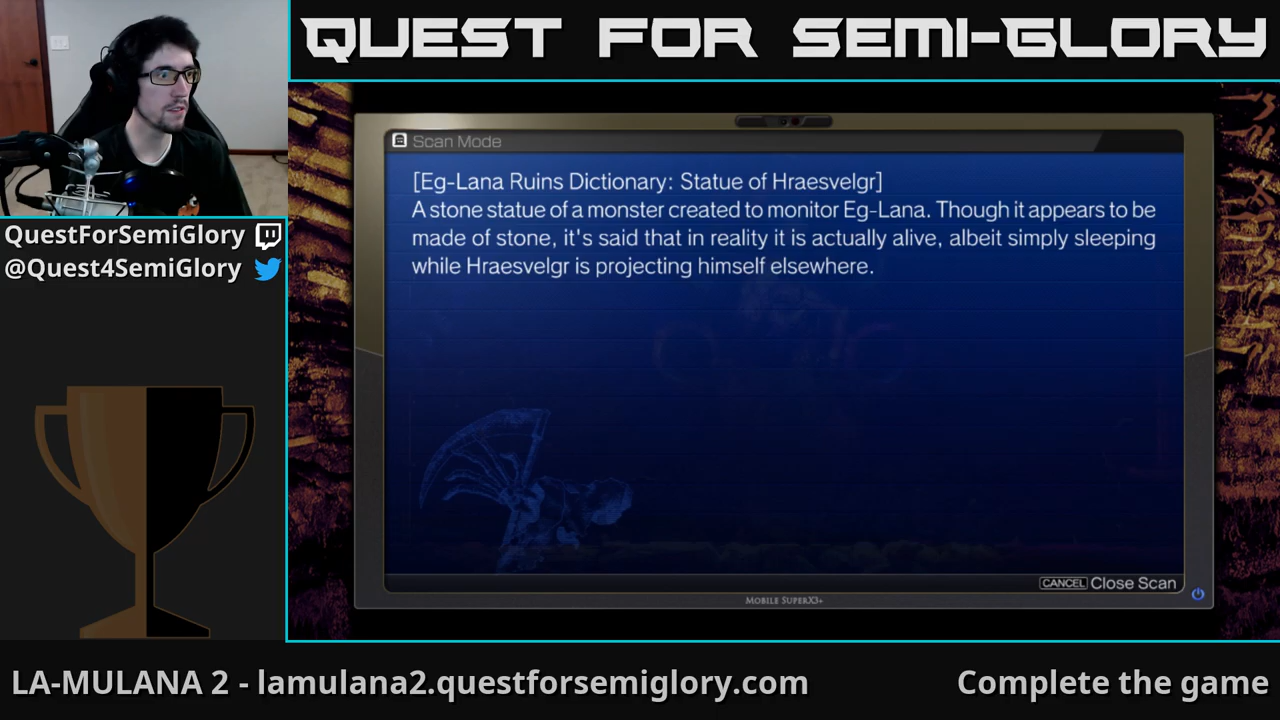 QUEST FOR SEMI-GLORY
Scan Mode
[Eg-Lana Ruins Dictionary: Statue of Hraesvelgr]
A stone statue of a monster created to monitor Eg-Lana. Though it appears to be
made of stone, it's said that in reality it is actually alive, albeit simply sleeping
while Hraesvelgr is projecting himself elsewhere.
QuestForSemiGlory
@Quest4SemiGlory
CANCEL Close Scan
MOBILE SUPERX3+
LA-MULANA 2 - lamulana2.questforsemiglory.com
Complete the game